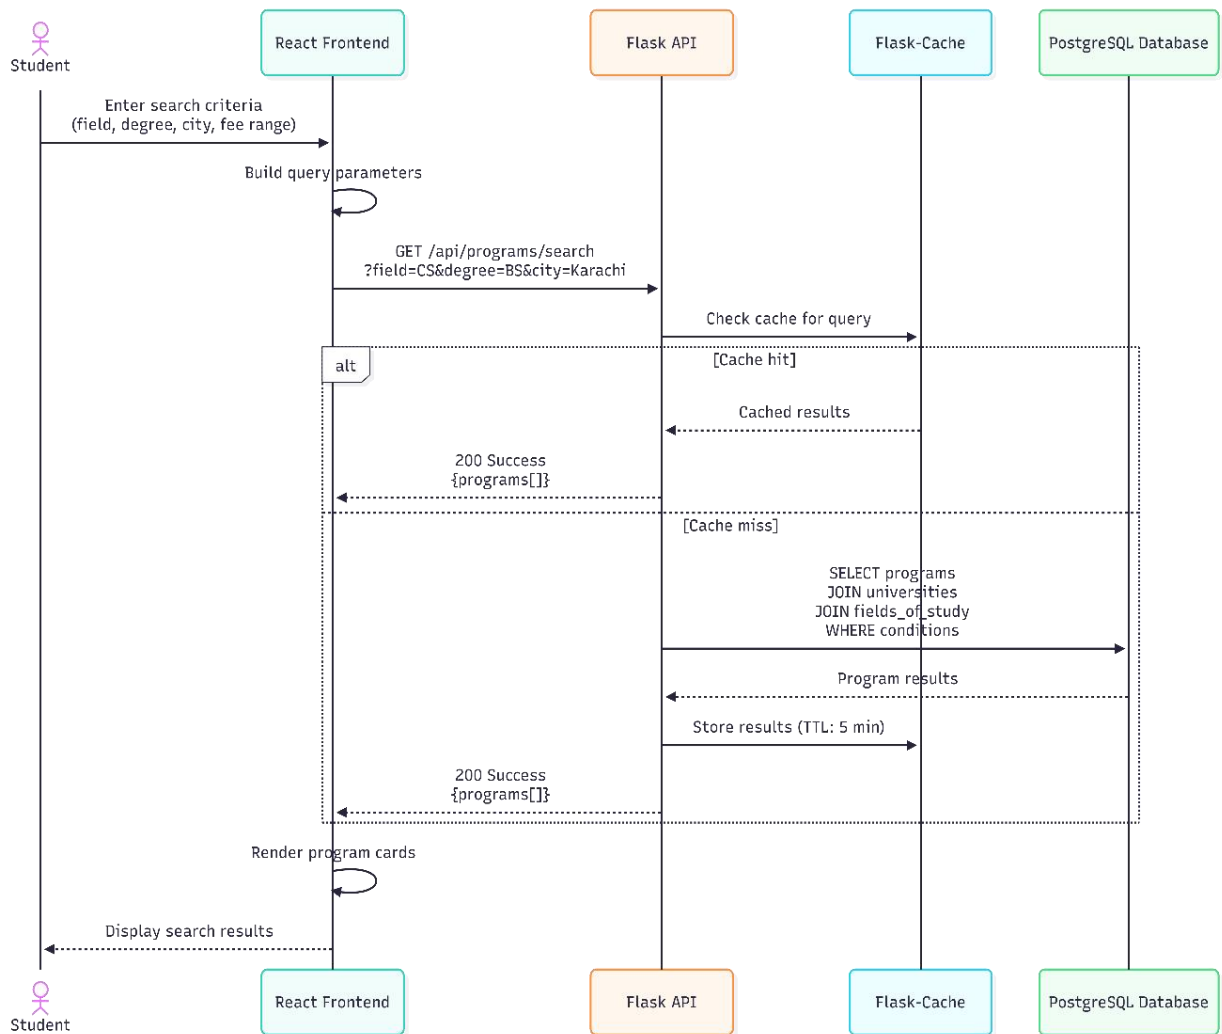 Student
React Frontend
Flask API
Flask-Cache
PostgreSQL Database
Enter search criteria
(field, degree, city, fee range)
Build query parameters
GET /api/programs/search
?field=CS&degree=BS&city=Karachi
Check cache for query
alt
[Cache hit]
Cached results
200 Success
{programs[]}
[Cache miss]
SELECT programs
JOIN universities
JOIN fields_of_study
WHERE conditions
Program results
Store results (TTL: 5 min)
200 Success
{programs[]}
Render program cards
Display search results
Student
React Frontend
Flask API
Flask-Cache
PostgreSQL Database